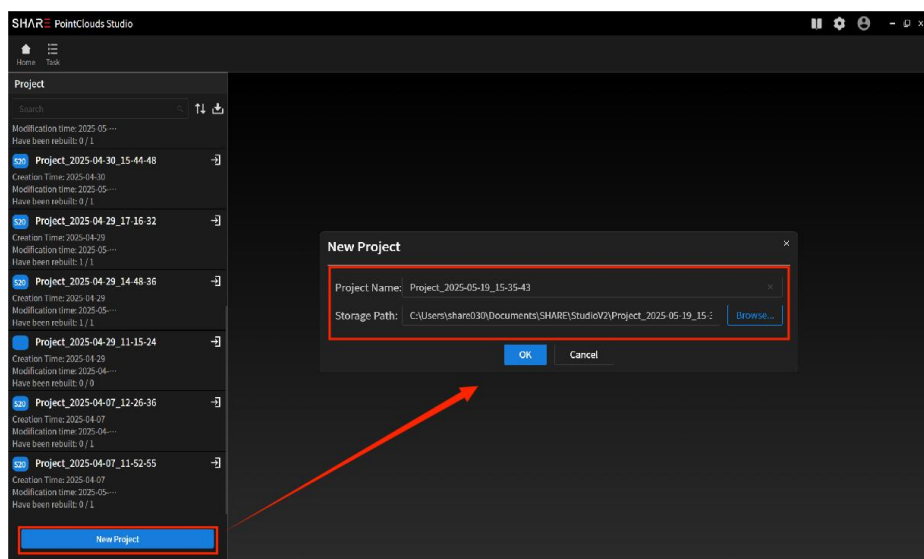 SHARE PointClouds Studio
Home Task
Project
Search
Modification time: 2025-05-···
Have been rebuilt: 0 / 1
S20 Project_2025-04-30_15-44-48
Creation Time: 2025-04-30
Modification time: 2025-05-···
Have been rebuilt: 0 / 1
S20 Project_2025-04-29_17-16-32
Creation Time: 2025-04-29
Modification time: 2025-05-···
Have been rebuilt: 1 / 1
S20 Project_2025-04-29_14-48-36
Creation Time: 2025-04-29
Modification time: 2025-05-···
Have been rebuilt: 1 / 1
Project_2025-04-29_11-15-24
Creation Time: 2025-04-29
Modification time: 2025-04-···
Have been rebuilt: 0 / 0
S20 Project_2025-04-07_12-26-36
Creation Time: 2025-04-07
Modification time: 2025-04-···
Have been rebuilt: 0 / 1
S20 Project_2025-04-07_11-52-55
Creation Time: 2025-04-07
Modification time: 2025-05-···
Have been rebuilt: 0 / 1
New Project
New Project
Project Name: Project_2025-05-19_15-35-43
Storage Path: C:\Users\share030\Documents\SHARE\StudioV2\Project_2025-05-19_15-3 Browse...
OK Cancel